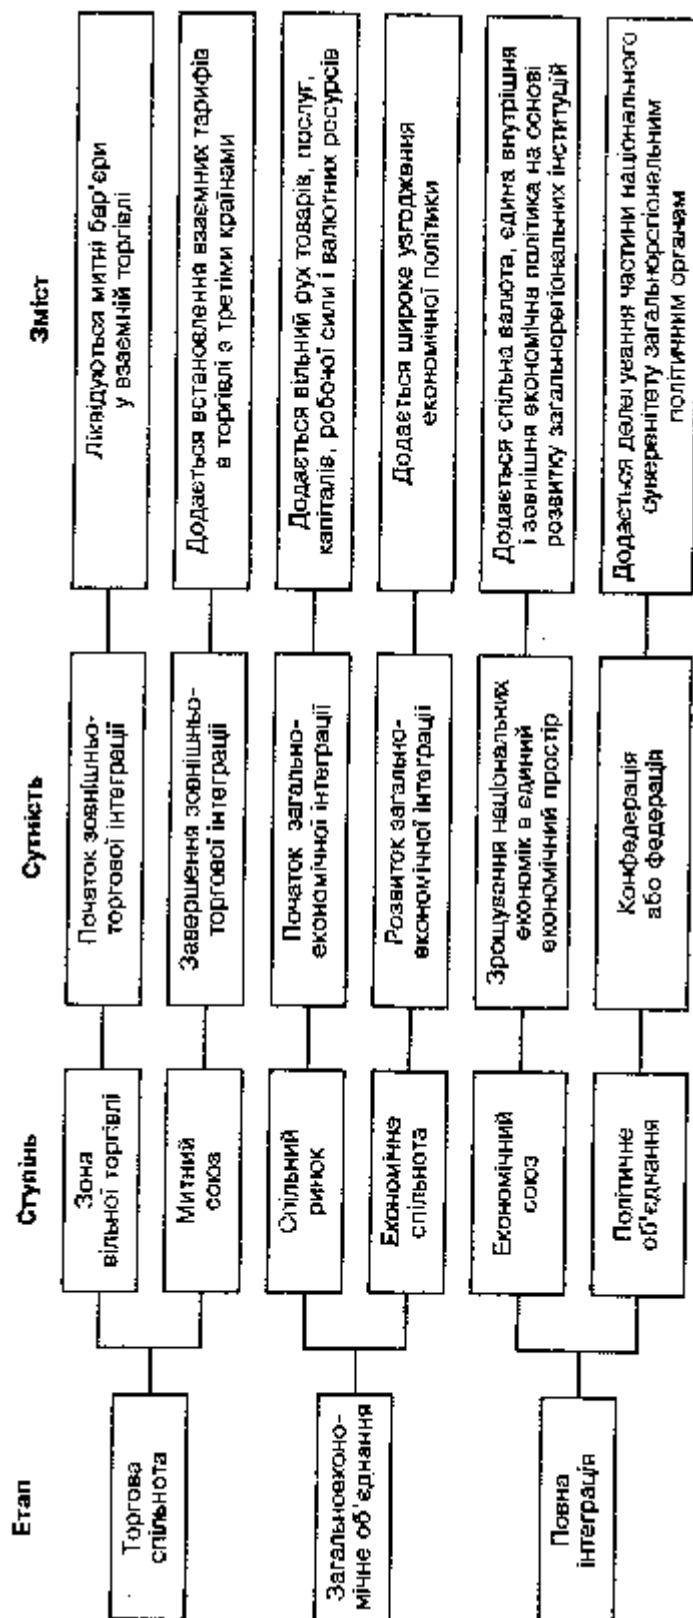 Етап
Ступінь
Сутність
Зміст
Торгова
спільнота
Зона
вільної торгівлі
Початок зовнішньо-
торгової інтеграції
Ліквідуються митні бар'єри
у взаємній торгівлі
Митний
союз
Завершення зовнішньо-
торгової інтеграції
Додається встановлення взаємних тарифів
в торгівлі з третіми країнами
Загальноеконо-
мічне об'єднання
Спільний
ринок
Початок загально-
економічної інтеграції
Додається вільний рух товарів, послуг,
капіталів, робочої сили і валютних ресурсів
Економічна
спільнота
Розвиток загально-
економічної інтеграції
Додається широке узгодження
економічної політики
Повна
інтеграція
Економічний
союз
Зрощування національних
економік в єдиний
економічний простір
Додається спільна валюта, єдина внутрішня
і зовнішня економічна політика на основі
розвитку загальнорегіональних інституцій
Політичне
об'єднання
Конфедерація
або федерація
Додається делегування частини національного
суверенітету загальнорегіональним
політичним органам